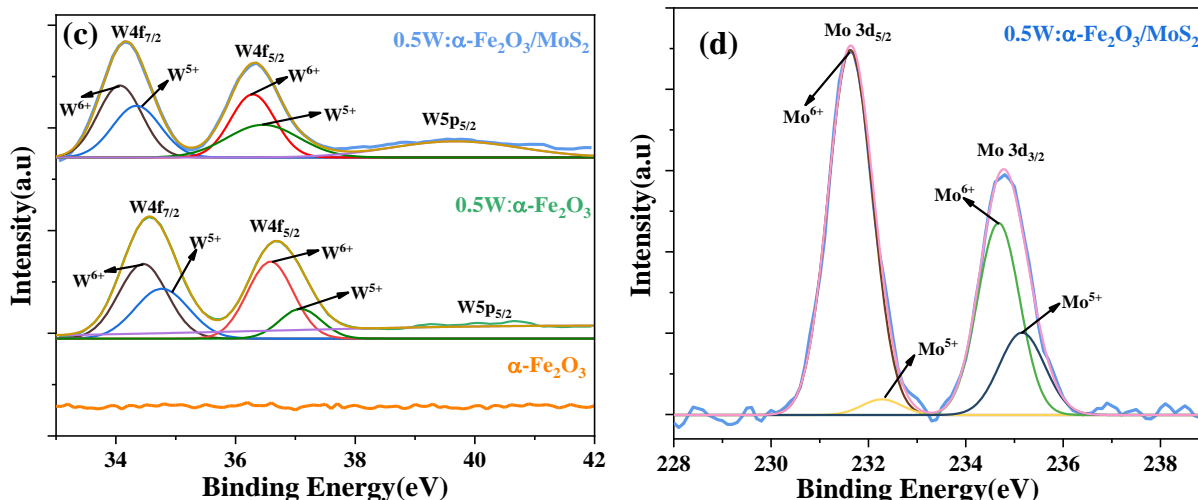 (c)
W4f7/2
W4f5/2
0.5W:α-Fe2O3/MoS2
W6+
W5+
W6+
W5+
W5p5/2
0.5W:α-Fe2O3
W4f7/2
W4f5/2
W6+
W5+
W6+
W5+
W5p5/2
α-Fe2O3
Intensity(a.u)
34 36 38 40 42
Binding Energy(eV)
(d)
Mo 3d5/2
0.5W:α-Fe2O3/MoS2
Mo6+
Mo 3d3/2
Mo6+
Mo5+
Mo5+
Intensity(a.u)
228 230 232 234 236 238
Binding Energy(eV)